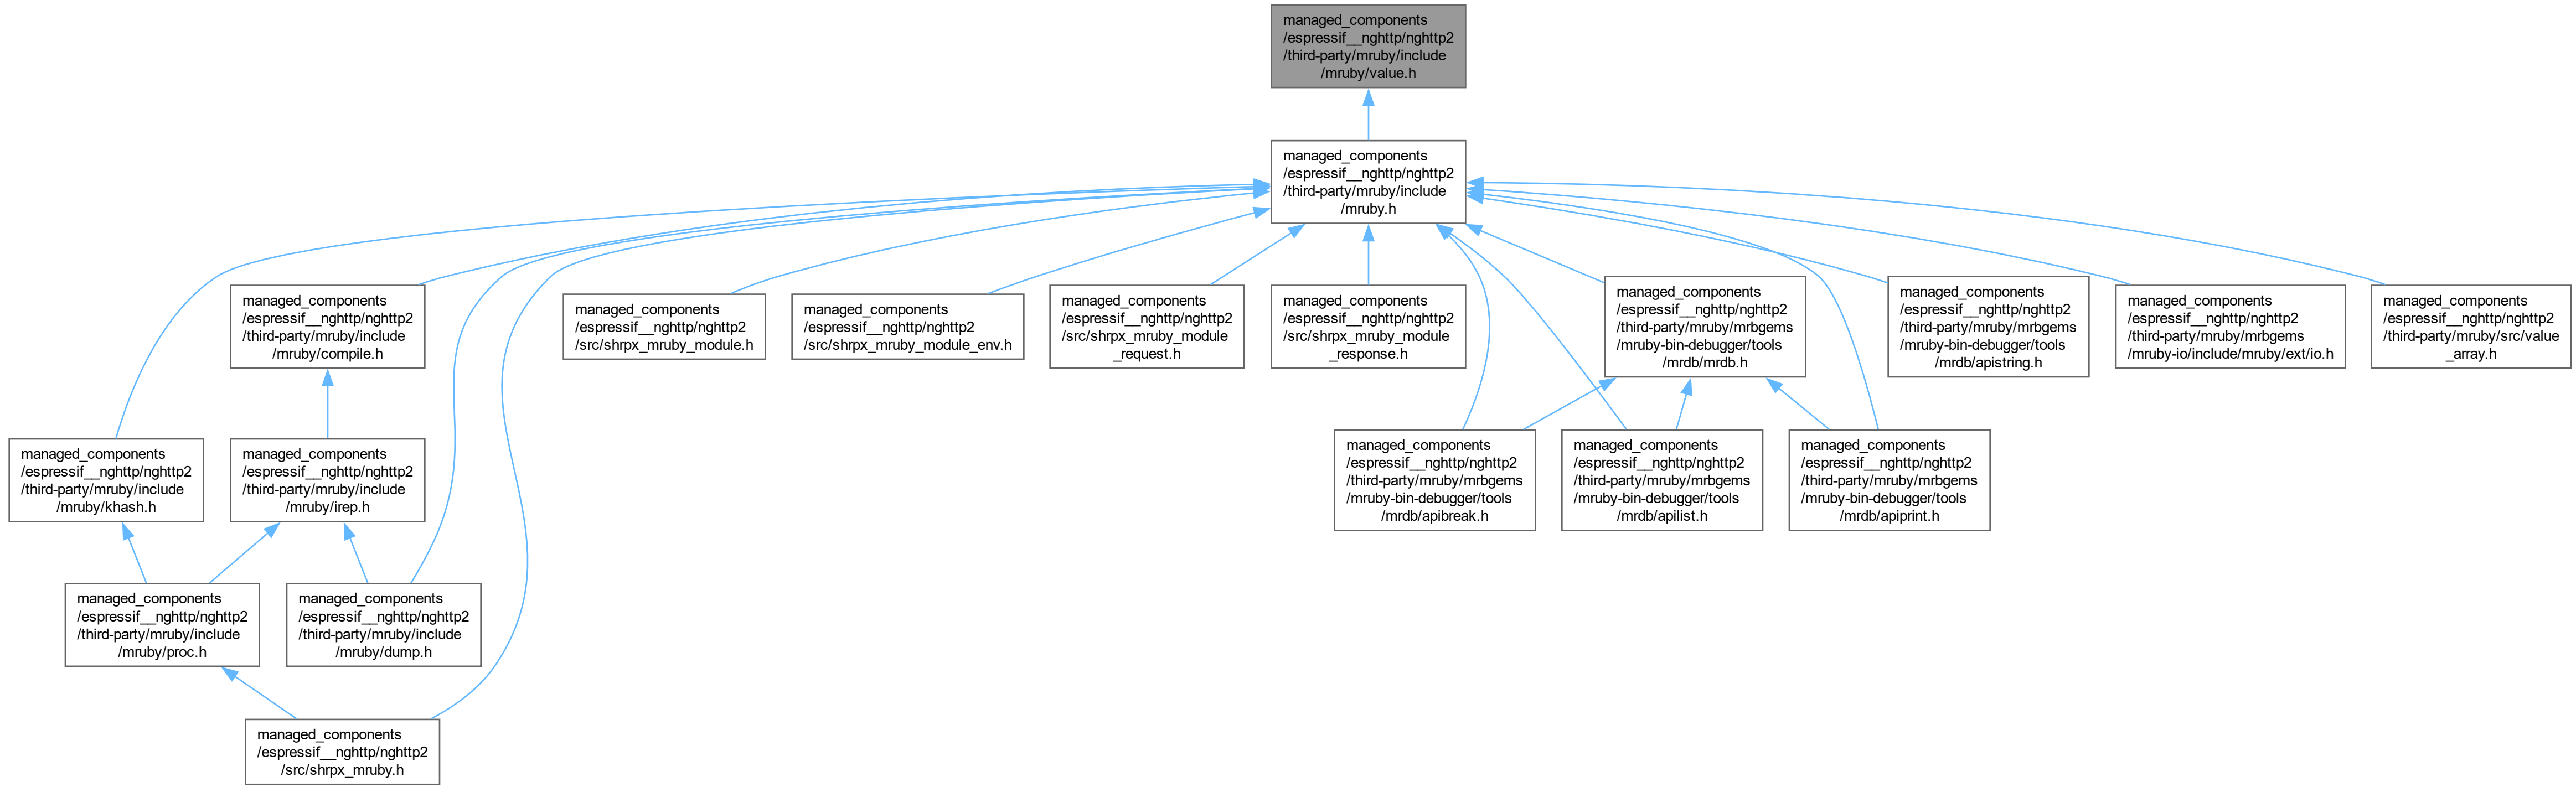 managed_components
/espressif__nghttp/nghttp2
/third-party/mruby/include
/mruby/value.h
managed_components
/espressif__nghttp/nghttp2
/third-party/mruby/include
/mruby.h
managed_components
/espressif__nghttp/nghttp2
/third-party/mruby/include
/mruby/compile.h
managed_components
/espressif__nghttp/nghttp2
/src/shrpx_mruby_module.h
managed_components
/espressif__nghttp/nghttp2
/src/shrpx_mruby_module_env.h
managed_components
/espressif__nghttp/nghttp2
/src/shrpx_mruby_module
_request.h
managed_components
/espressif__nghttp/nghttp2
/src/shrpx_mruby_module
_response.h
managed_components
/espressif__nghttp/nghttp2
/third-party/mruby/mrbgems
/mruby-bin-debugger/tools
/mrdb/mrdb.h
managed_components
/espressif__nghttp/nghttp2
/third-party/mruby/mrbgems
/mruby-bin-debugger/tools
/mrdb/apistring.h
managed_components
/espressif__nghttp/nghttp2
/third-party/mruby/mrbgems
/mruby-io/include/mruby/ext/io.h
managed_components
/espressif__nghttp/nghttp2
/third-party/mruby/src/value
_array.h
managed_components
/espressif__nghttp/nghttp2
/third-party/mruby/include
/mruby/khash.h
managed_components
/espressif__nghttp/nghttp2
/third-party/mruby/include
/mruby/irep.h
managed_components
/espressif__nghttp/nghttp2
/third-party/mruby/mrbgems
/mruby-bin-debugger/tools
/mrdb/apibreak.h
managed_components
/espressif__nghttp/nghttp2
/third-party/mruby/mrbgems
/mruby-bin-debugger/tools
/mrdb/apilist.h
managed_components
/espressif__nghttp/nghttp2
/third-party/mruby/mrbgems
/mruby-bin-debugger/tools
/mrdb/apiprint.h
managed_components
/espressif__nghttp/nghttp2
/third-party/mruby/include
/mruby/proc.h
managed_components
/espressif__nghttp/nghttp2
/third-party/mruby/include
/mruby/dump.h
managed_components
/espressif__nghttp/nghttp2
/src/shrpx_mruby.h